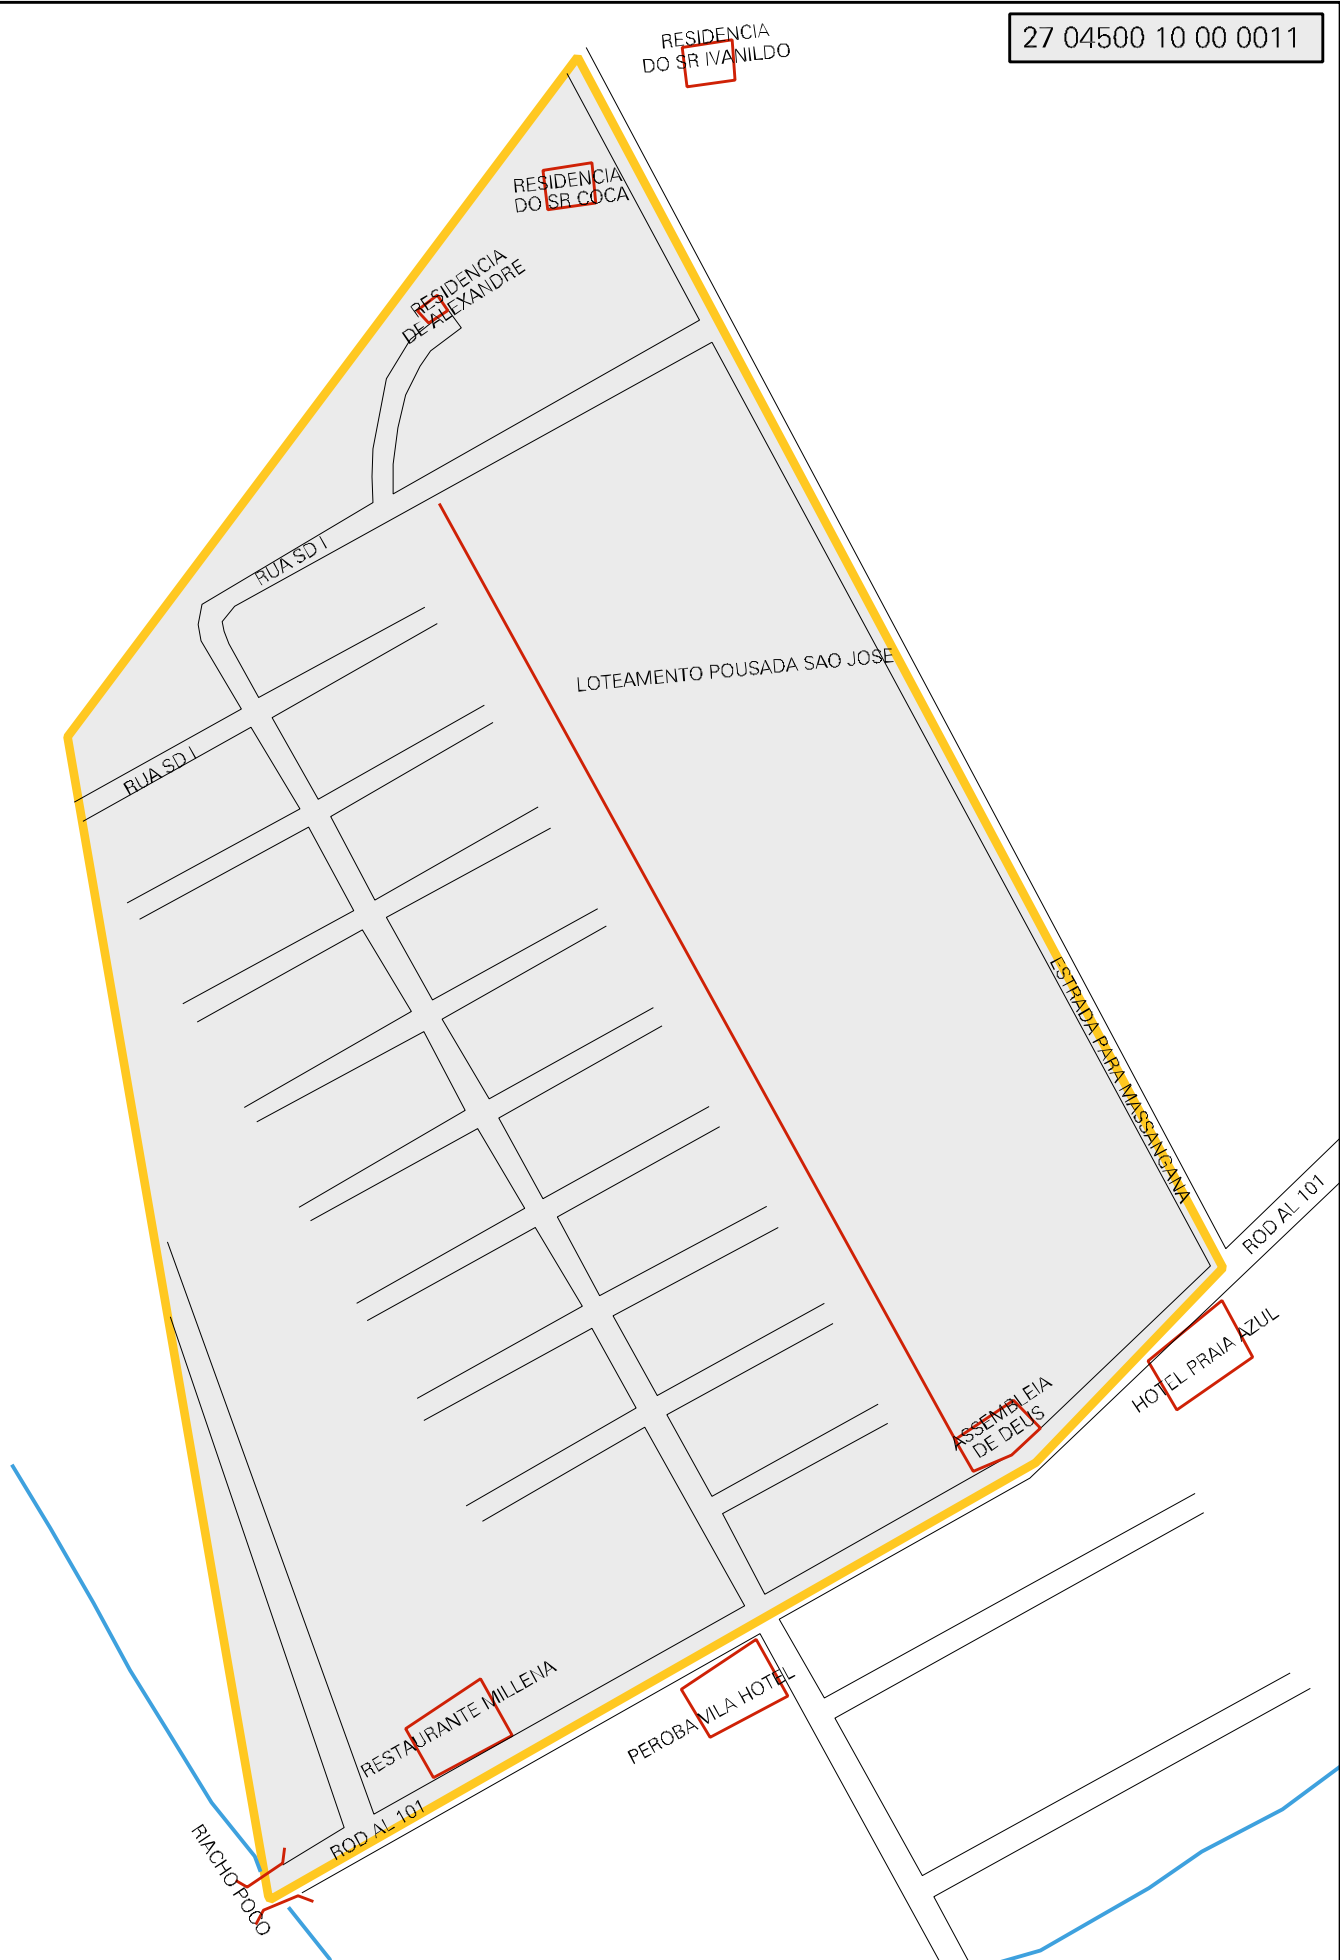 27 04500 10 00 0011
RESIDENCIA
DO SR IVANILDO
RESIDENCIA
DO SR COCA
RESIDENCIA
DE ALEXANDRE
RUA SD I
LOTEAMENTO POUSADA SAO JOSE
RUA SD I
ESTRADA PARA MASSANGANA
ROD AL 101
HOTEL PRAIA AZUL
ASSEMBLEIA
DE DEUS
RESTAURANTE MILLENA
PEROBA VILA HOTEL
ROD AL 101
RIACHO POCO